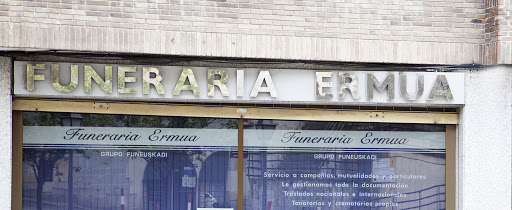 FUNERARIA ERMUA
Funeraria Ermua
GRUPO FUNEUSKADI
Funeraria Ermua
GRUPO FUNEUSKADI
Servicio a compañías, mutualidades y particulares
Le gestionamos toda la documentación
Traslados nacionales e internacionales
Tanatorios y crematorios propios